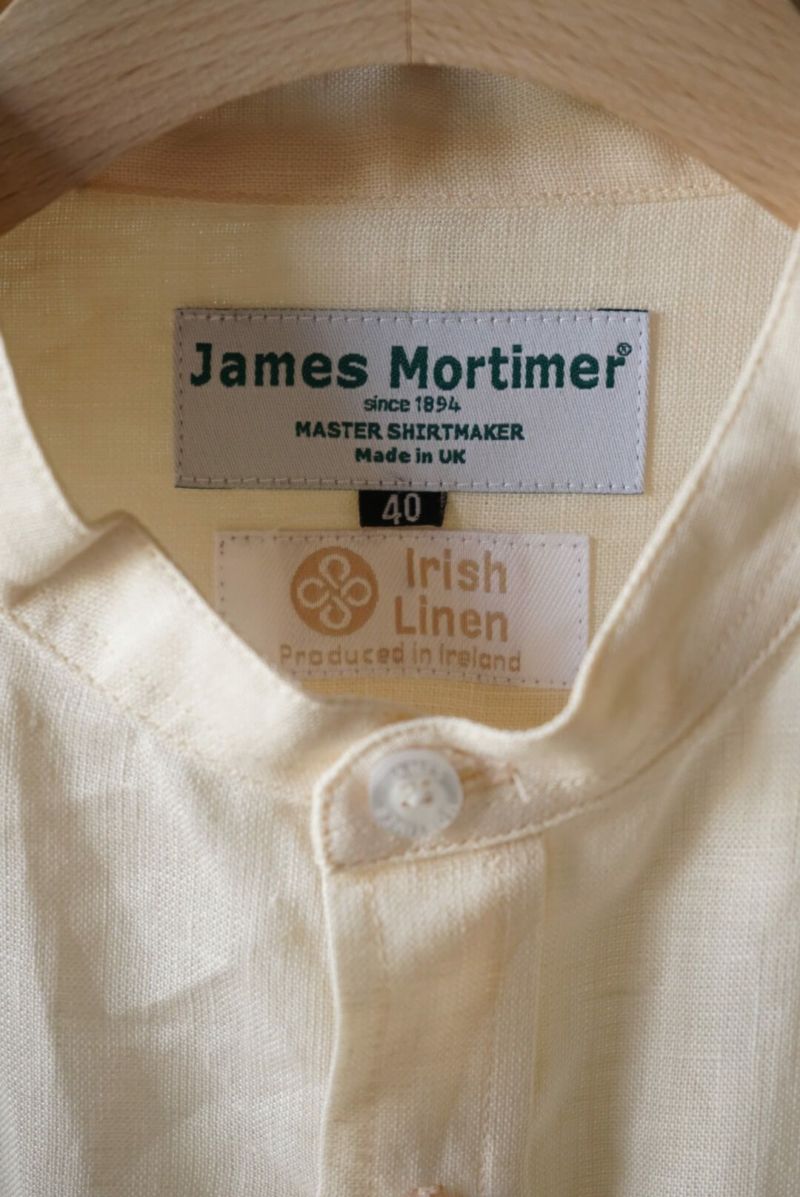 James Mortimer®
since 1894
MASTER SHIRTMAKER
Made in UK
40
Irish
Linen
Produced in Ireland